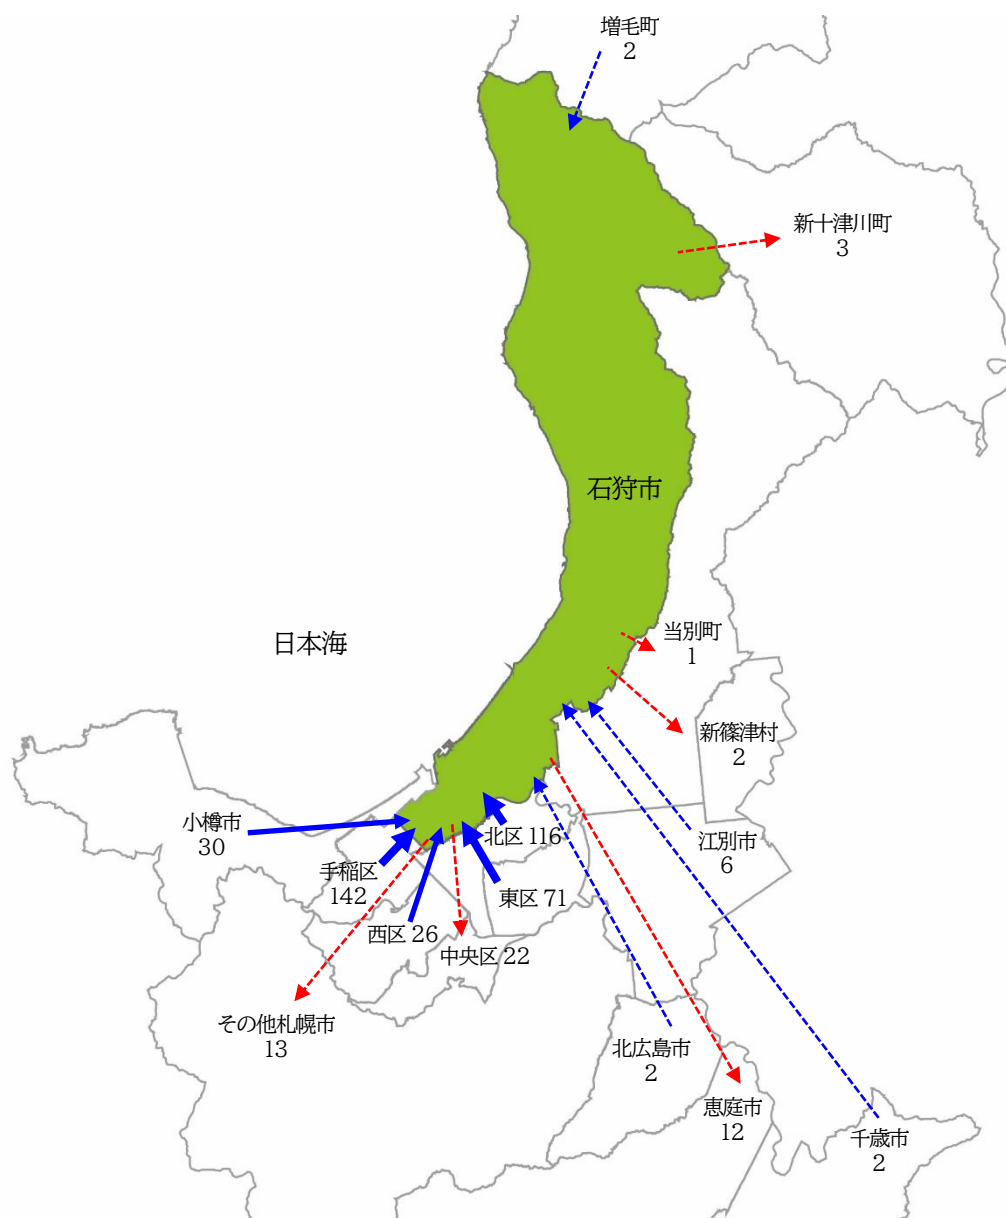 増毛町
2
新十津川町
3
石狩市
当別町
1
日本海
新篠津村
2
小樽市
30
北区 116
江別市
6
手稲区
142
東区 71
西区 26
中央区 22
その他札幌市
13
北広島市
2
恵庭市
12
千歳市
2